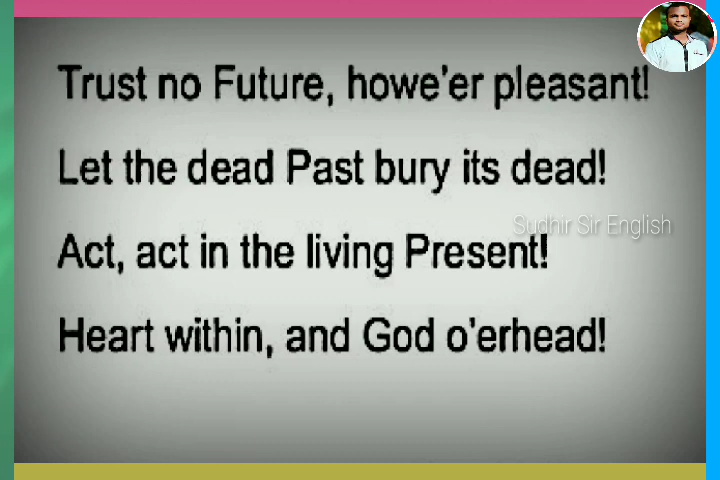 Trust no Future, howe'er pleasant!
Let the dead Past bury its dead!
Sudhir Sir English
Act, act in the living Present!
Heart within, and God o'erhead!